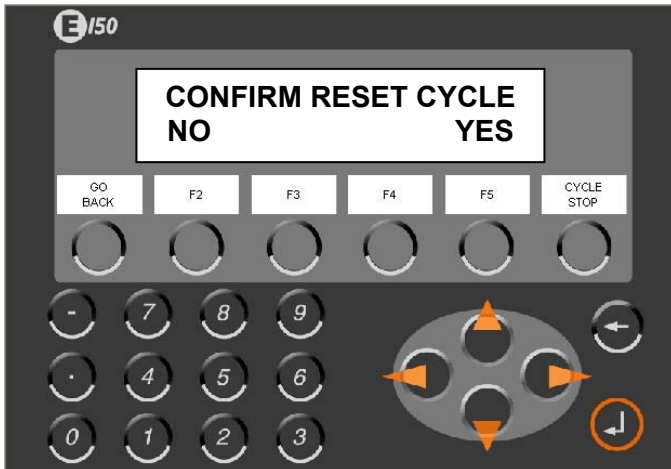 E150
CONFIRM RESET CYCLE
NO YES
GO BACK
F2
F3
F4
F5
CYCLE STOP
- 7 8 9
. 4 5 6
0 1 2 3